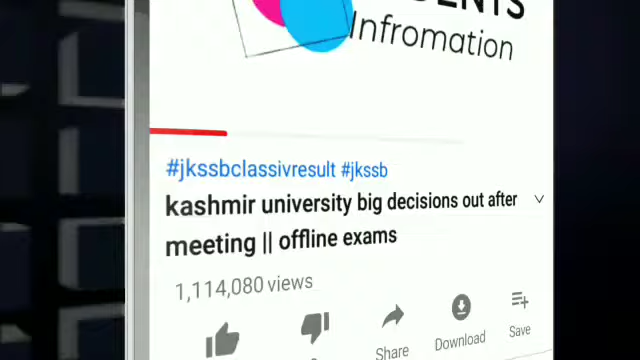 Infromation
#jkssbclassivresult #jkssb
kashmir university big decisions out after
meeting || offline exams
1,114,080 views
Share
Download
Save